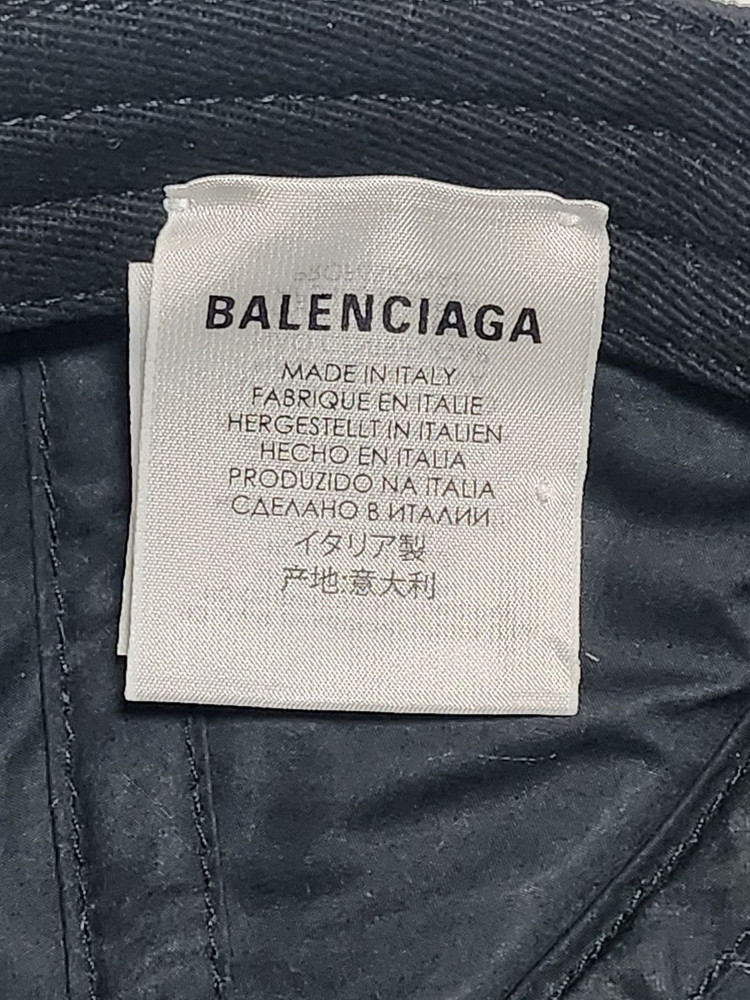 BALENCIAGA
MADE IN ITALY
FABRIQUE EN ITALIE
HERGESTELLT IN ITALIEN
HECHO EN ITALIA
PRODUZIDO NA ITALIA
СДЕЛАНО В ИТАЛИИ
イタリア製
产地:意大利